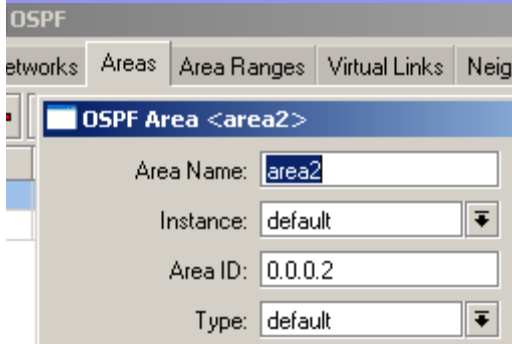 OSPF
etworks Areas Area Ranges Virtual Links Neig
OSPF Area <area2>
Area Name: area2
Instance: default
Area ID: 0.0.0.2
Type: default